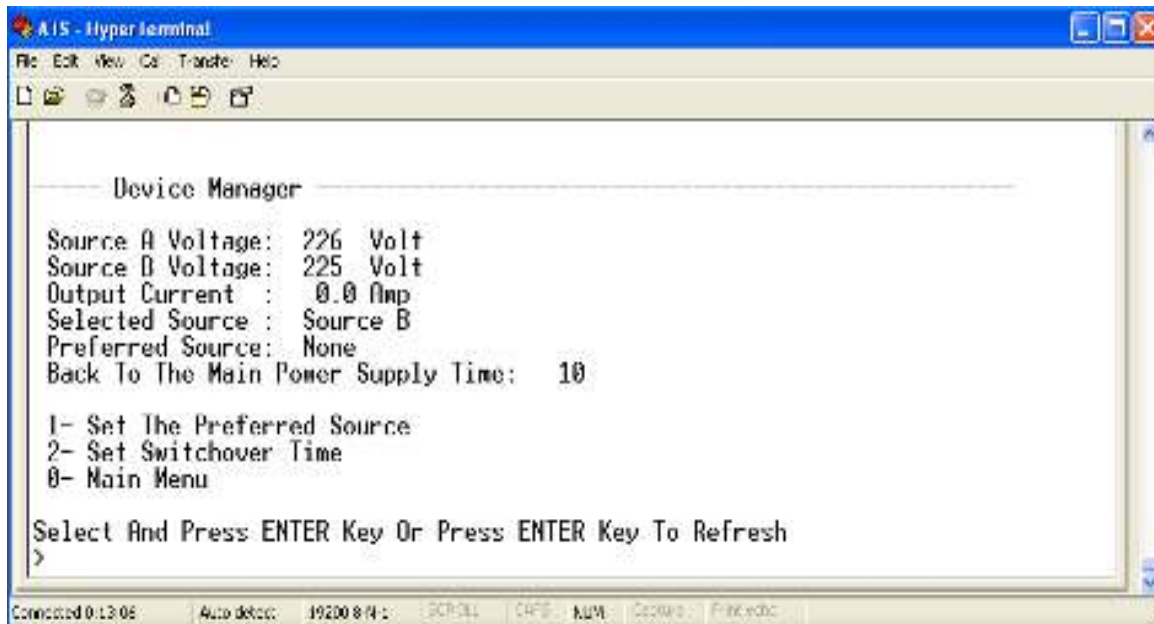 ATS - HyperTerminal
File Edit View Call Transfer Help
Device Manager
Source A Voltage: 226 Volt
Source B Voltage: 225 Volt
Output Current : 0.0 Amp
Selected Source : Source B
Preferred Source: None
Back To The Main Power Supply Time: 10
1- Set The Preferred Source
2- Set Switchover Time
0- Main Menu
Select And Press ENTER Key Or Press ENTER Key To Refresh
>
Connected 0:13:06 Auto detect 19200 8-N-1 SCROLL CAPS NUM Capture Print echo